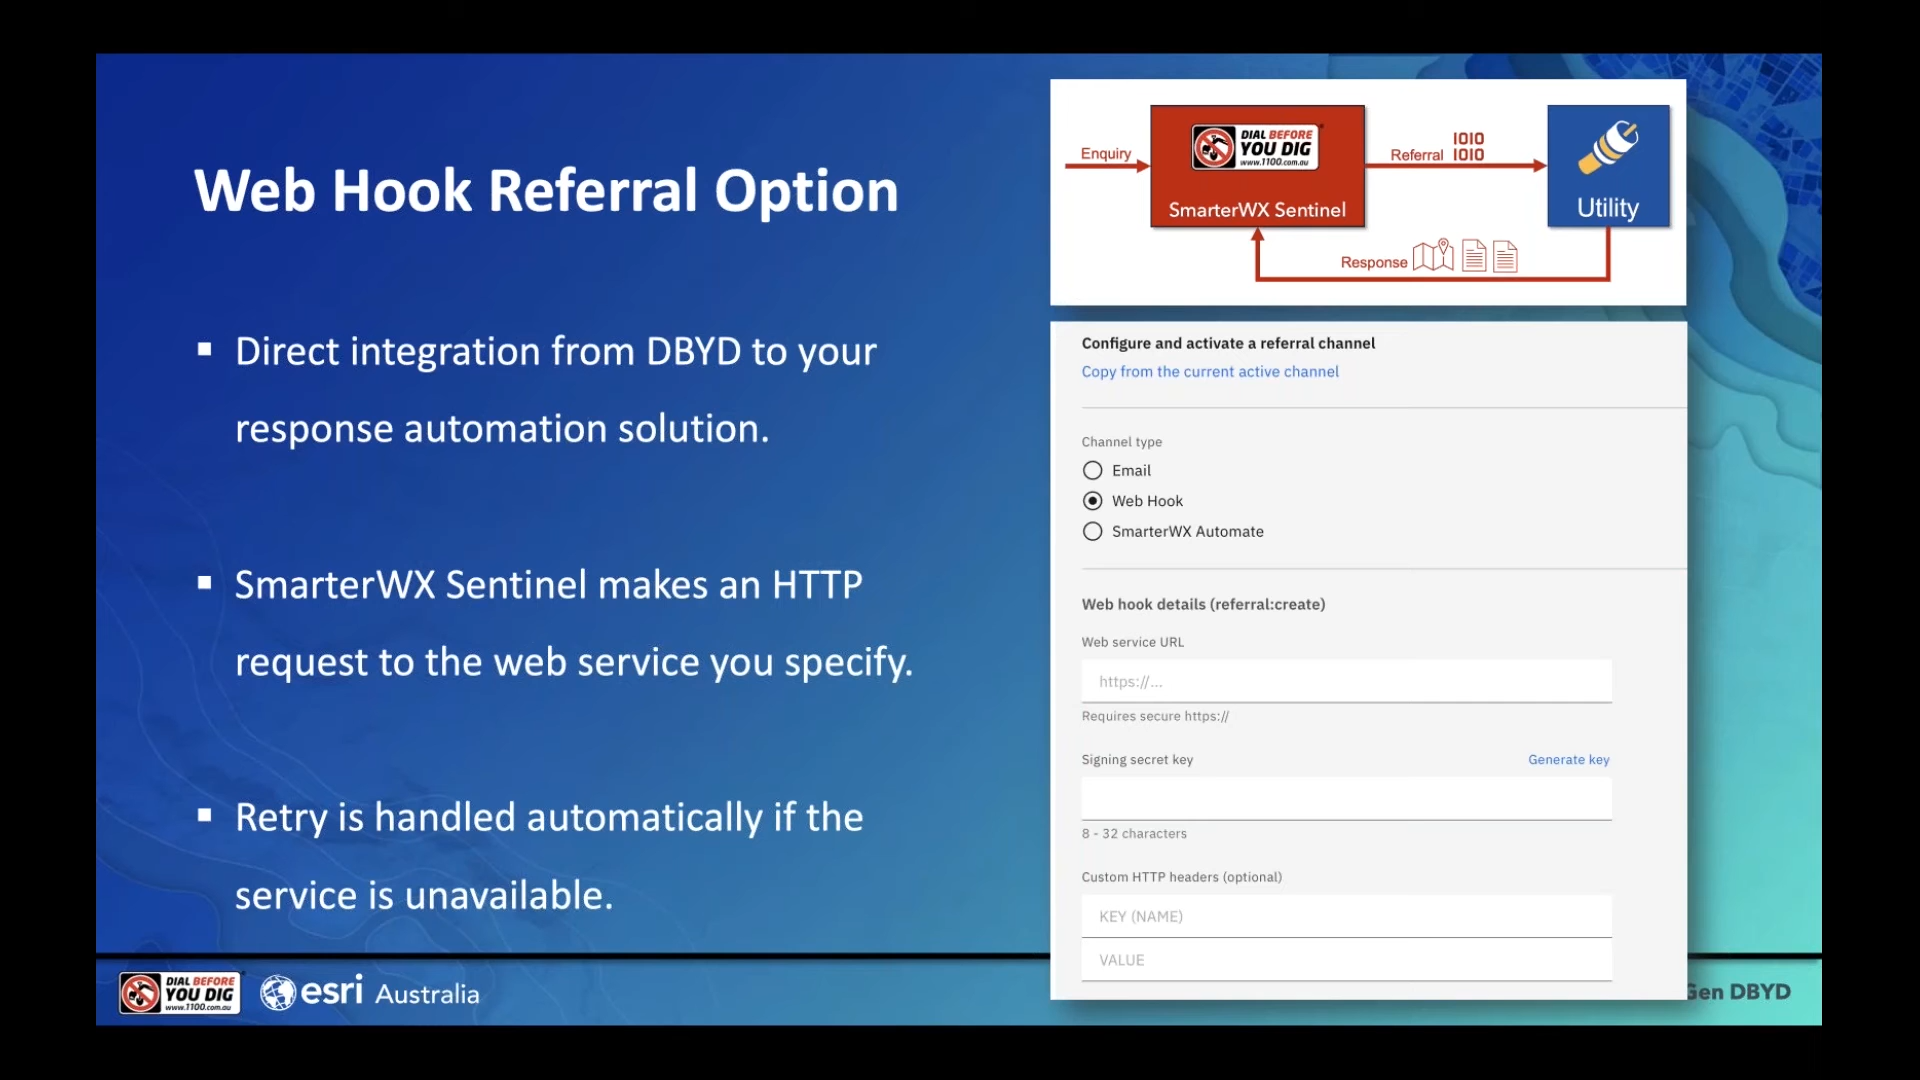 Web Hook Referral Option
▪ Direct integration from DBYD to your
response automation solution.
▪ SmarterWX Sentinel makes an HTTP
request to the web service you specify.
▪ Retry is handled automatically if the
service is unavailable.
Enquiry
DIAL BEFORE
YOU DIG
www.1100.com.au
SmarterWX Sentinel
Referral
1010
1010
Utility
Response
Configure and activate a referral channel
Copy from the current active channel
Channel type
Email
Web Hook
SmarterWX Automate
Web hook details (referral:create)
Web service URL
https://...
Requires secure https://
Signing secret key
Generate key
8 - 32 characters
Custom HTTP headers (optional)
KEY (NAME)
VALUE
DIAL BEFORE
YOU DIG
www.1100.com.au
esri Australia
Gen DBYD